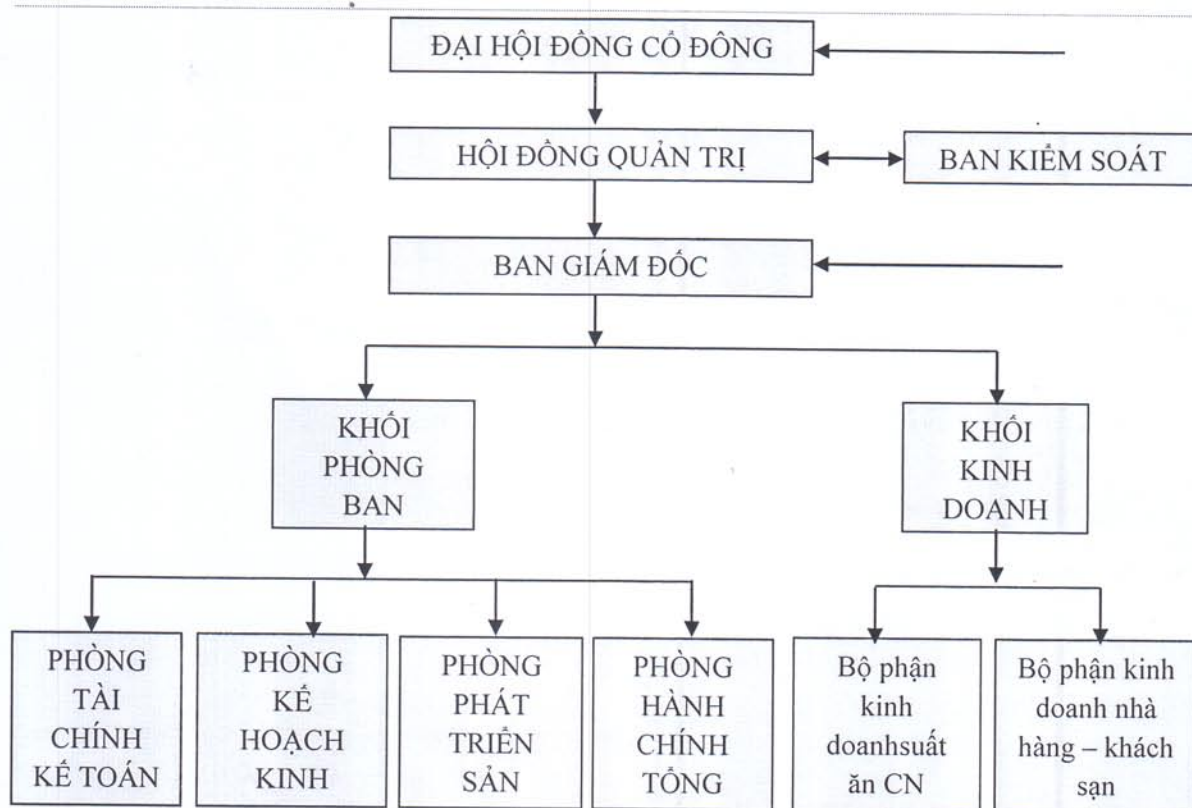 ĐẠI HỘI ĐỒNG CỔ ĐÔNG
HỘI ĐỒNG QUẢN TRỊ
BAN KIỂM SOÁT
BAN GIÁM ĐỐC
KHỐI
PHÒNG
BAN
KHỐI
KINH
DOANH
PHÒNG
TÀI
CHÍNH
KẾ TOÁN
PHÒNG
KẾ
HOẠCH
KINH
PHÒNG
PHÁT
TRIỂN
SẢN
PHÒNG
HÀNH
CHÍNH
TỔNG
Bộ phận
kinh
doanhsuất
ăn CN
Bộ phận kinh
doanh nhà
hàng – khách
sạn